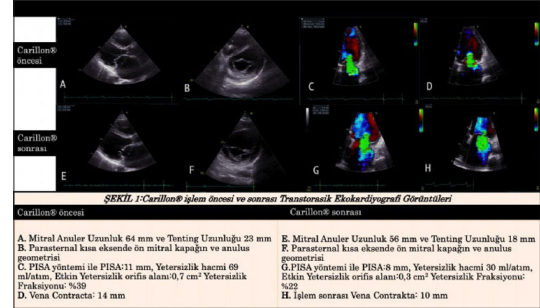 Carillon®
öncesi
A
B
C
D
Carillon®
sonrası
E
F
G
H
ŞEKİL 1:Carillon® işlem öncesi ve sonrası Transtorasik Ekokardiyografi Görüntüleri
Carillon® öncesi
Carillon® sonrası
A. Mitral Anuler Uzunluk 64 mm ve Tenting Uzunluğu 23 mm
B. Parasternal kısa eksende ön mitral kapağın ve anulus
geometrisi
C. PISA yöntemi ile PISA:11 mm, Yetersizlik hacmi 69
ml/atım, Etkin Yetersizlik orifis alanı:0,7 cm² Yetersizlik
Fraksiyonu: %39
D. Vena Contracta: 14 mm
E. Mitral Anuler Uzunluk 56 mm ve Tenting Uzunluğu 18 mm
F. Parasternal kısa eksende ön mitral kapağın ve anulus
geometrisi
G.PISA yöntemi ile PISA:8 mm, Yetersizlik hacmi 30 ml/atım,
Etkin Yetersizlik orifis alanı:0,3 cm² Yetersizlik Fraksiyonu:
%22
H. İşlem sonrası Vena Contrakta: 10 mm